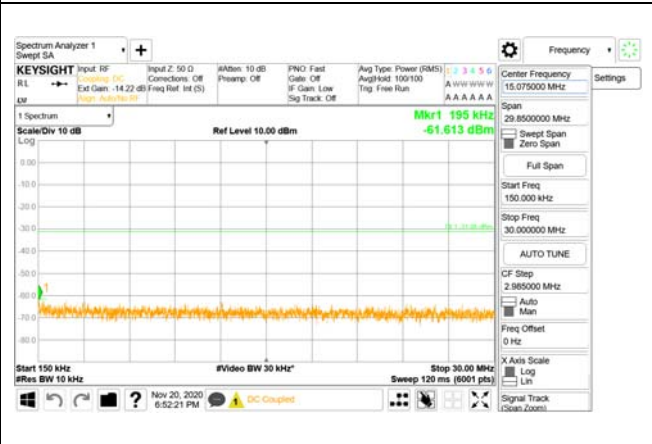 Spectrum Analyzer 1
Swept SA
+
Frequency
KEYSIGHT
RL
Input: RF
Coupling: DC
Ext Gain: -14.22 dB
Align: Auto/No RF
Input Z: 50 Ω
Corrections: Off
Freq Ref: Int (S)
#Atten: 10 dB
Preamp: Off
PNO: Fast
Gate: Off
IF Gain: Low
Sig Track: Off
Avg Type: Power (RMS)
Avg|Hold: 100/100
Trig: Free Run
1 2 3 4 5 6
A W W W W W
A A A A A A
1 Spectrum
Mkr1 195 kHz
-61.613 dBm
Scale/Div 10 dB
Ref Level 10.00 dBm
Log
0.00
-10.0
-20.0
-30.0
-40.0
-50.0
-60.0
-70.0
-80.0
1
Start 150 kHz
#Video BW 30 kHz*
Stop 30.00 MHz
#Res BW 10 kHz
Sweep 120 ms (6001 pts)
?
Nov 20, 2020
6:52:21 PM
1
DC Coupled
Center Frequency
15.075000 MHz
Settings
Span
29.8500000 MHz
Swept Span
Zero Span
Full Span
Start Freq
150.000 kHz
Stop Freq
30.000000 MHz
AUTO TUNE
CF Step
2.985000 MHz
Auto
Man
Freq Offset
0 Hz
X Axis Scale
Log
Lin
Signal Track
(Span Zoom)